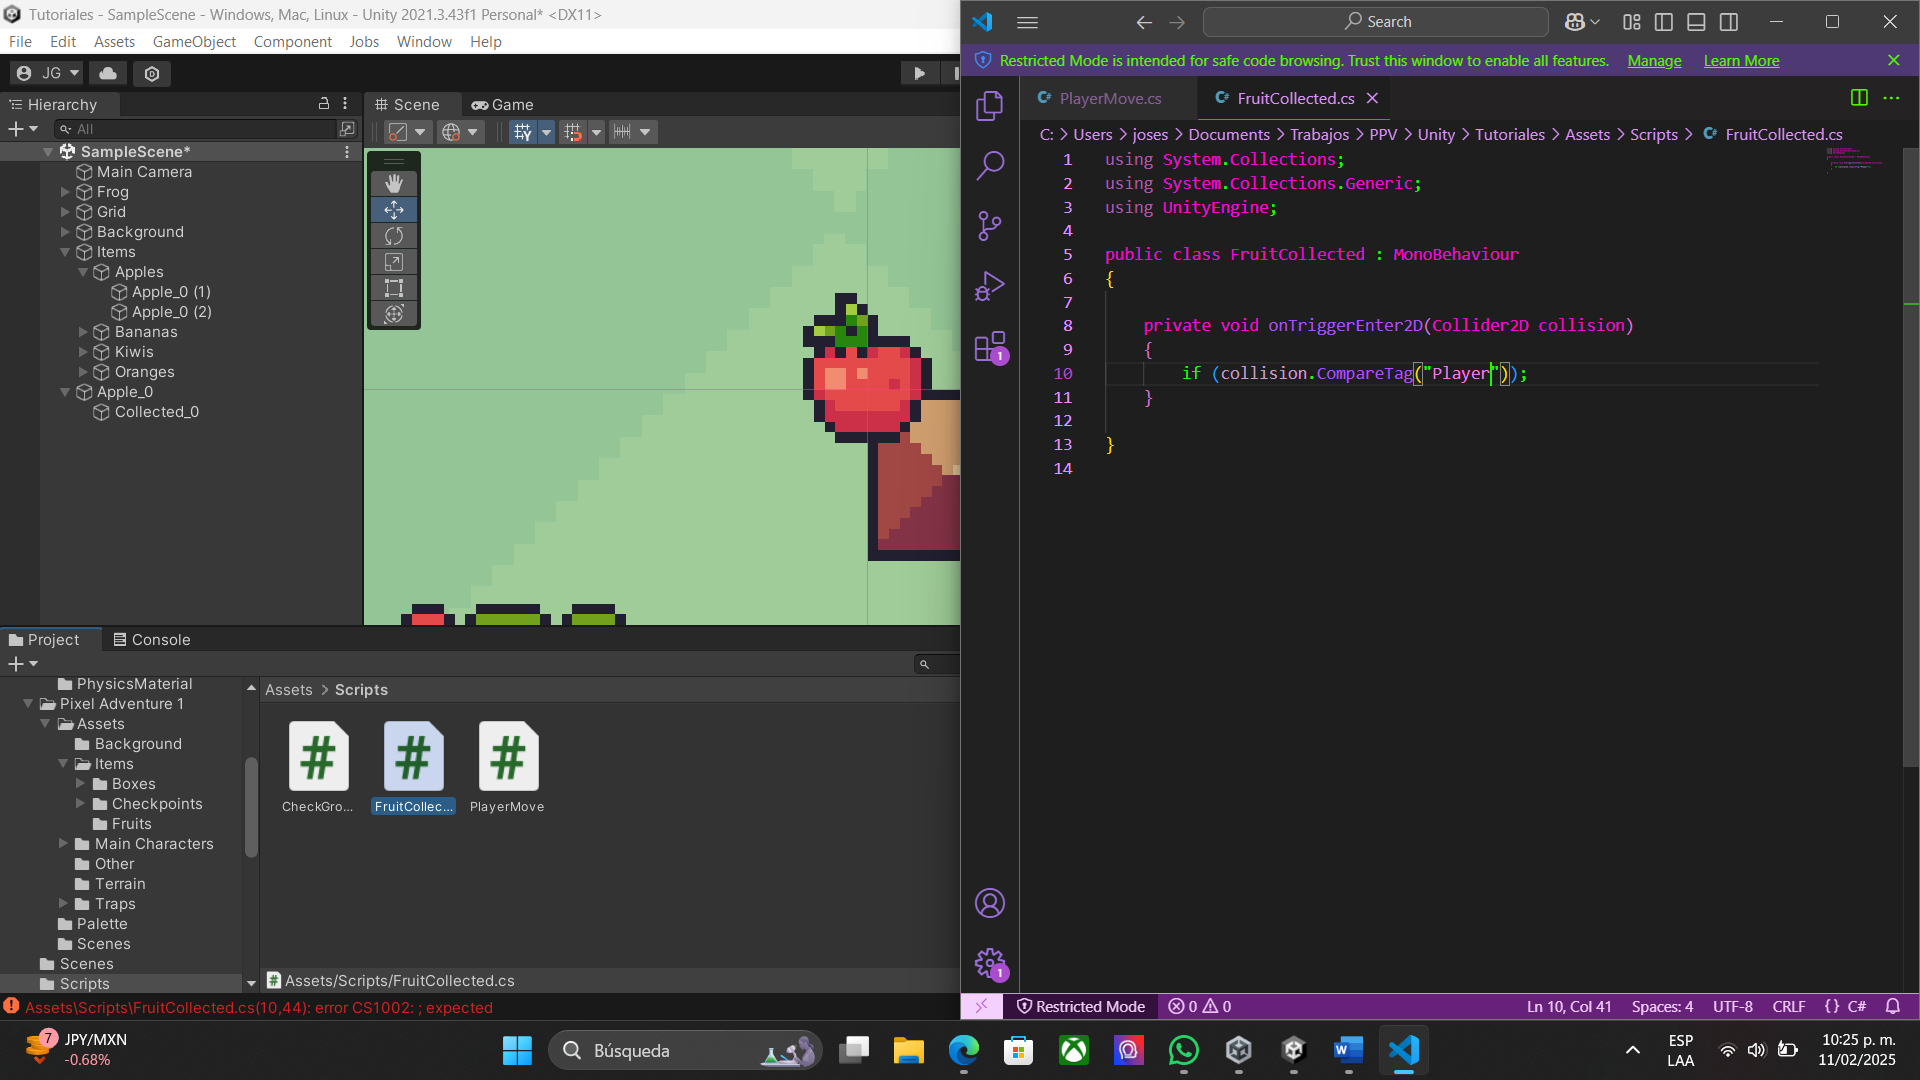 Tutoriales - SampleScene - Windows, Mac, Linux - Unity 2021.3.43f1 Personal* <DX11>
File Edit Assets GameObject Component Jobs Window Help
JG
Hierarchy
All
SampleScene*
Main Camera
Frog
Grid
Background
Items
Apples
Apple_0 (1)
Apple_0 (2)
Bananas
Kiwis
Oranges
Apple_0
Collected_0
Scene Game
Project Console
PhysicsMaterial
Pixel Adventure 1
Assets
Background
Items
Boxes
Checkpoints
Fruits
Main Characters
Other
Terrain
Traps
Palette
Scenes
Scenes
Scripts
Assets > Scripts
CheckGro... FruitCollec... PlayerMove
Assets/Scripts/FruitCollected.cs
Assets\Scripts\FruitCollected.cs(10,44): error CS1002: ; expected
Search
Restricted Mode is intended for safe code browsing. Trust this window to enable all features. Manage Learn More
PlayerMove.cs FruitCollected.cs
C: > Users > joses > Documents > Trabajos > PPV > Unity > Tutoriales > Assets > Scripts > FruitCollected.cs
1 using System.Collections;
2 using System.Collections.Generic;
3 using UnityEngine;
4
5 public class FruitCollected : MonoBehaviour
6 {
7
8 private void onTriggerEnter2D(Collider2D collision)
9 {
10 if (collision.CompareTag("Player"));
11 }
12
13 }
14
1
1
Restricted Mode 0 0 Ln 10, Col 41 Spaces: 4 UTF-8 CRLF {} C#
7
JPY/MXN
-0.68%
Búsqueda
ESP
LAA
10:25 p. m.
11/02/2025